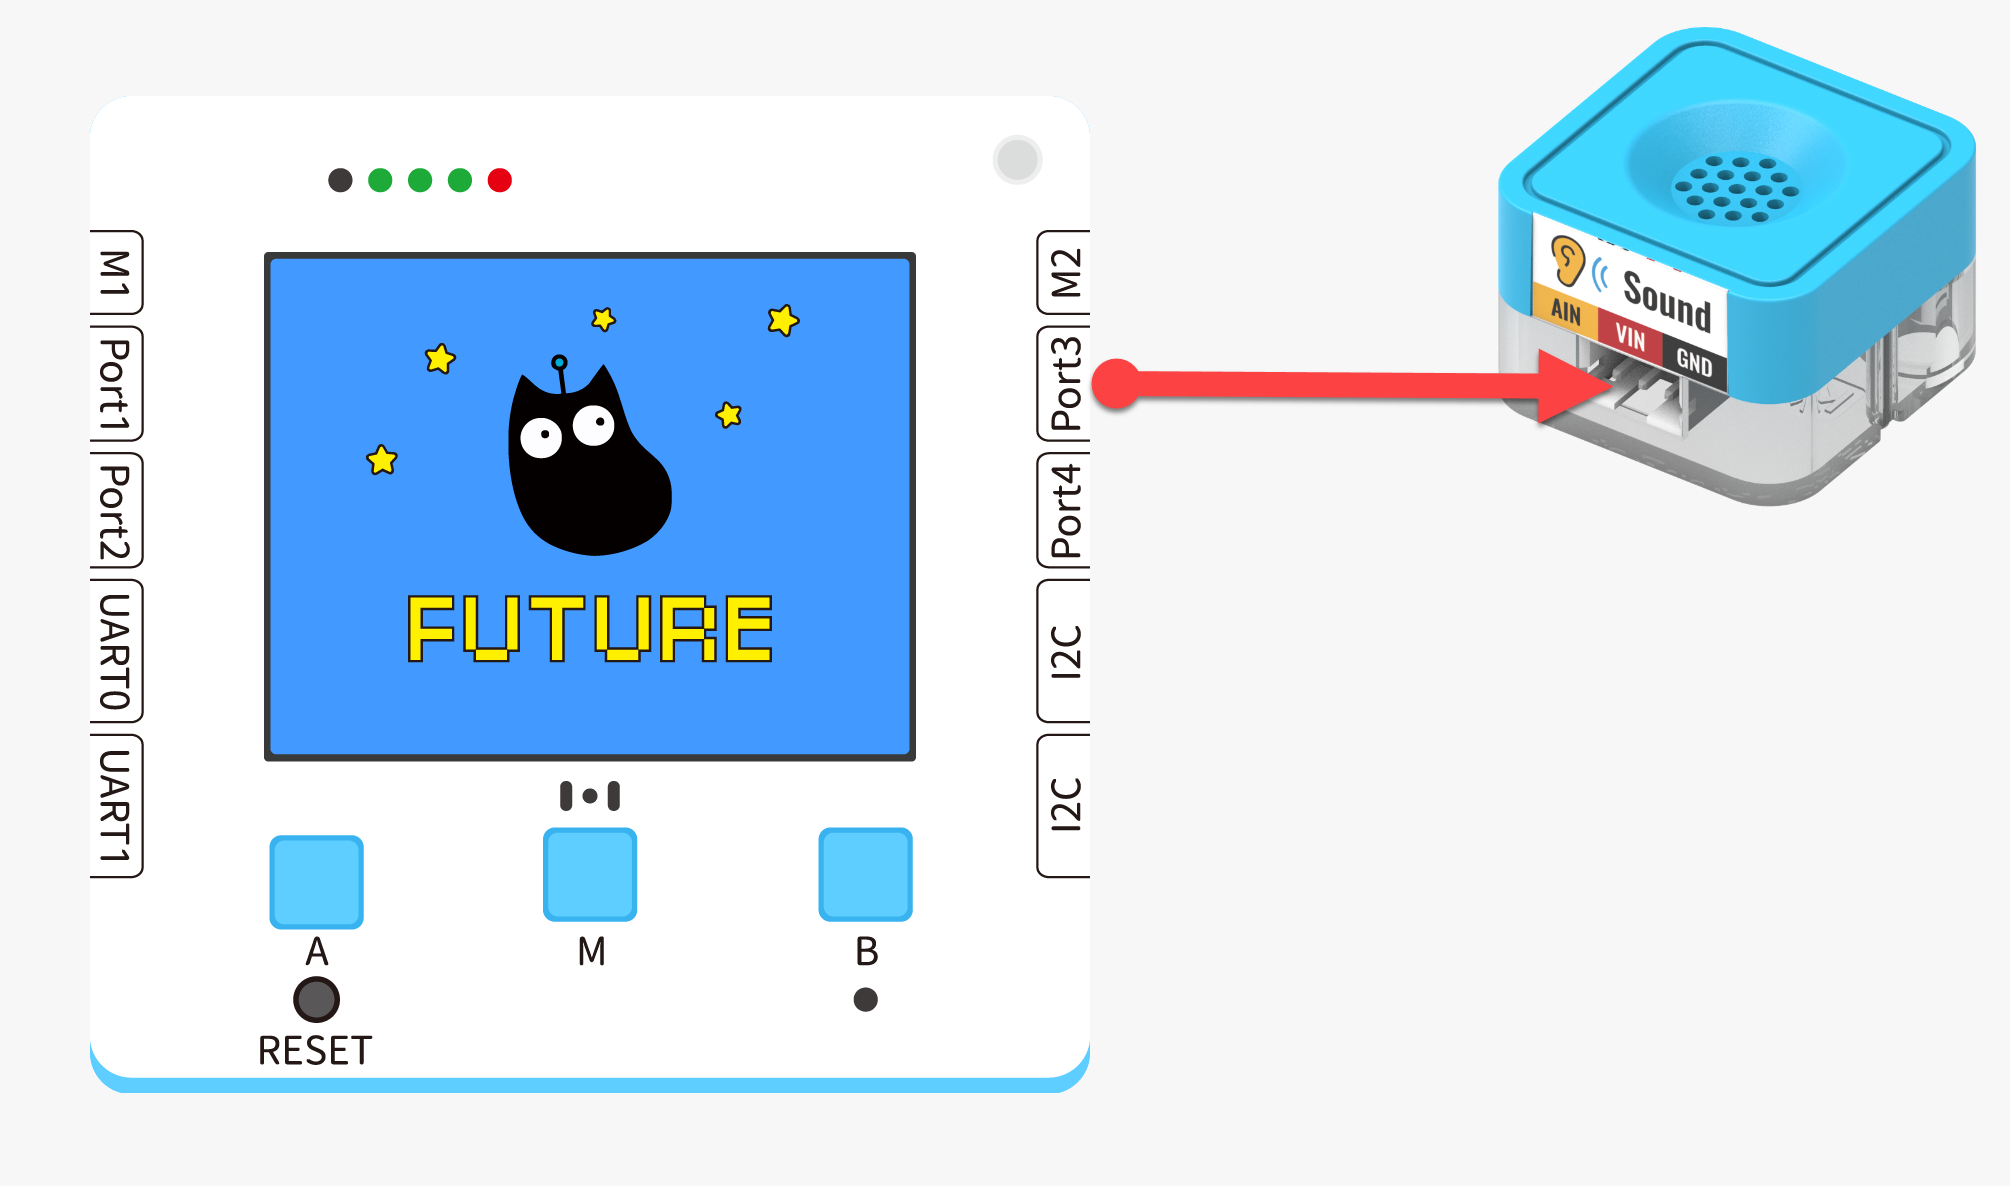 M1
Port1
Port2
UART0
UART1
FUTURE
A
M
B
RESET
M2
Port3
Port4
I2C
I2C
Sound
AIN VIN GND